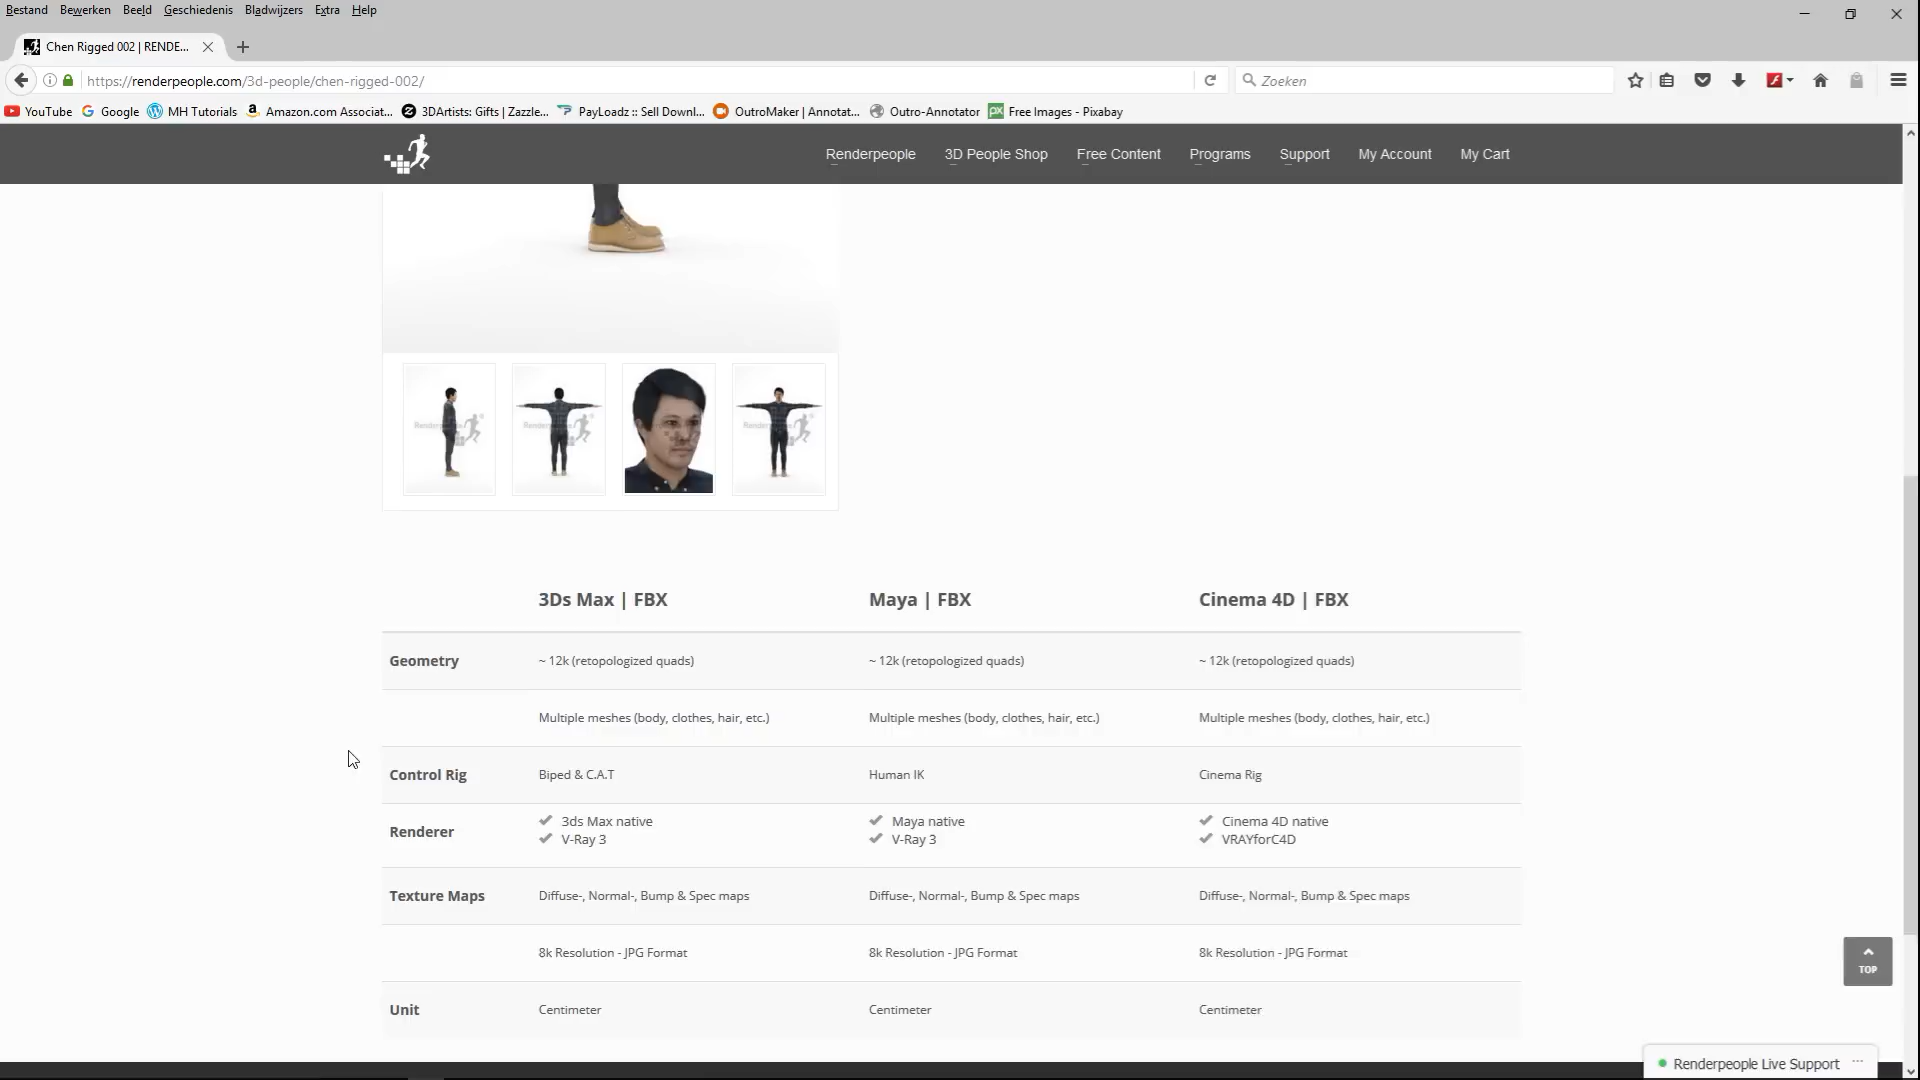 Bestand Bewerken Beeld Geschiedenis Bladwijzers Extra Help
Chen Rigged 002 | RENDE...
https://renderpeople.com/3d-people/chen-rigged-002/
Zoeken
YouTube Google MH Tutorials Amazon.com Associat... 3DArtists: Gifts | Zazzle... PayLoadz :: Sell Downl... OutroMaker | Annotat... Outro-Annotator Free Images - Pixabay
Renderpeople 3D People Shop Free Content Programs Support My Account My Cart
3Ds Max | FBX Maya | FBX Cinema 4D | FBX
Geometry ~ 12k (retopologized quads) ~ 12k (retopologized quads) ~ 12k (retopologized quads)
Multiple meshes (body, clothes, hair, etc.) Multiple meshes (body, clothes, hair, etc.) Multiple meshes (body, clothes, hair, etc.)
Control Rig Biped & C.A.T Human IK Cinema Rig
Renderer
3ds Max native Maya native Cinema 4D native
V-Ray 3 V-Ray 3 VRAYforC4D
Texture Maps Diffuse-, Normal-, Bump & Spec maps Diffuse-, Normal-, Bump & Spec maps Diffuse-, Normal-, Bump & Spec maps
8k Resolution - JPG Format 8k Resolution - JPG Format 8k Resolution - JPG Format
TOP
Unit Centimeter Centimeter Centimeter
Renderpeople Live Support